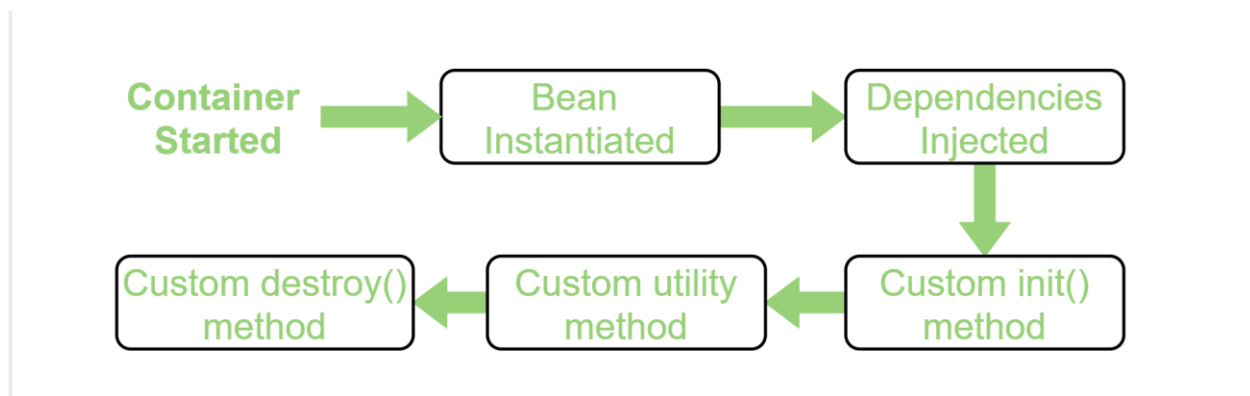 Container
Started
Bean
Instantiated
Dependencies
Injected
Custom init()
method
Custom utility
method
Custom destroy()
method